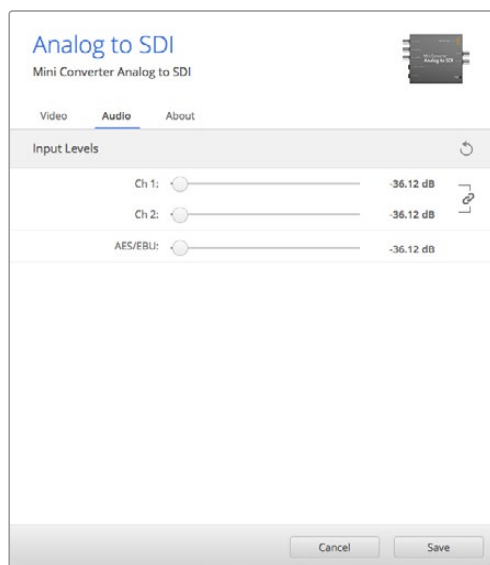 Analog to SDI
Mini Converter Analog to SDI
Video Audio About
Input Levels
Ch 1: -36.12 dB
Ch 2: -36.12 dB
AES/EBU: -36.12 dB
Cancel Save